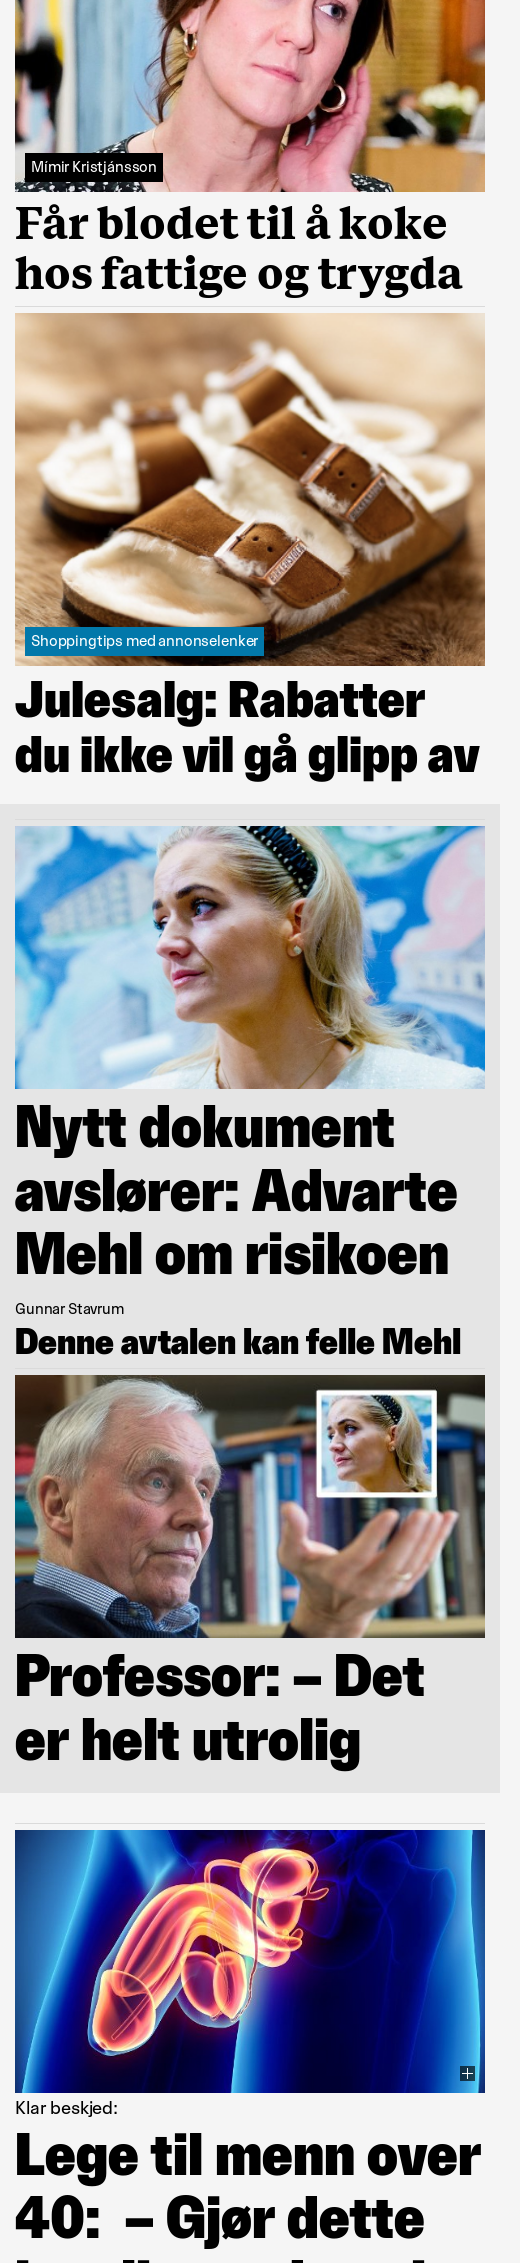 Mímir Kristjánsson
Får blodet til å koke
hos fattige og trygda
Shoppingtips med annonselenker
Julesalg: Rabatter
du ikke vil gå glipp av
Nytt dokument
avslører: Advarte
Mehl om risikoen
Gunnar Stavrum
Denne avtalen kan felle Mehl
Professor: – Det
er helt utrolig
Klar beskjed:
Lege til menn over
40:  – Gjør dette